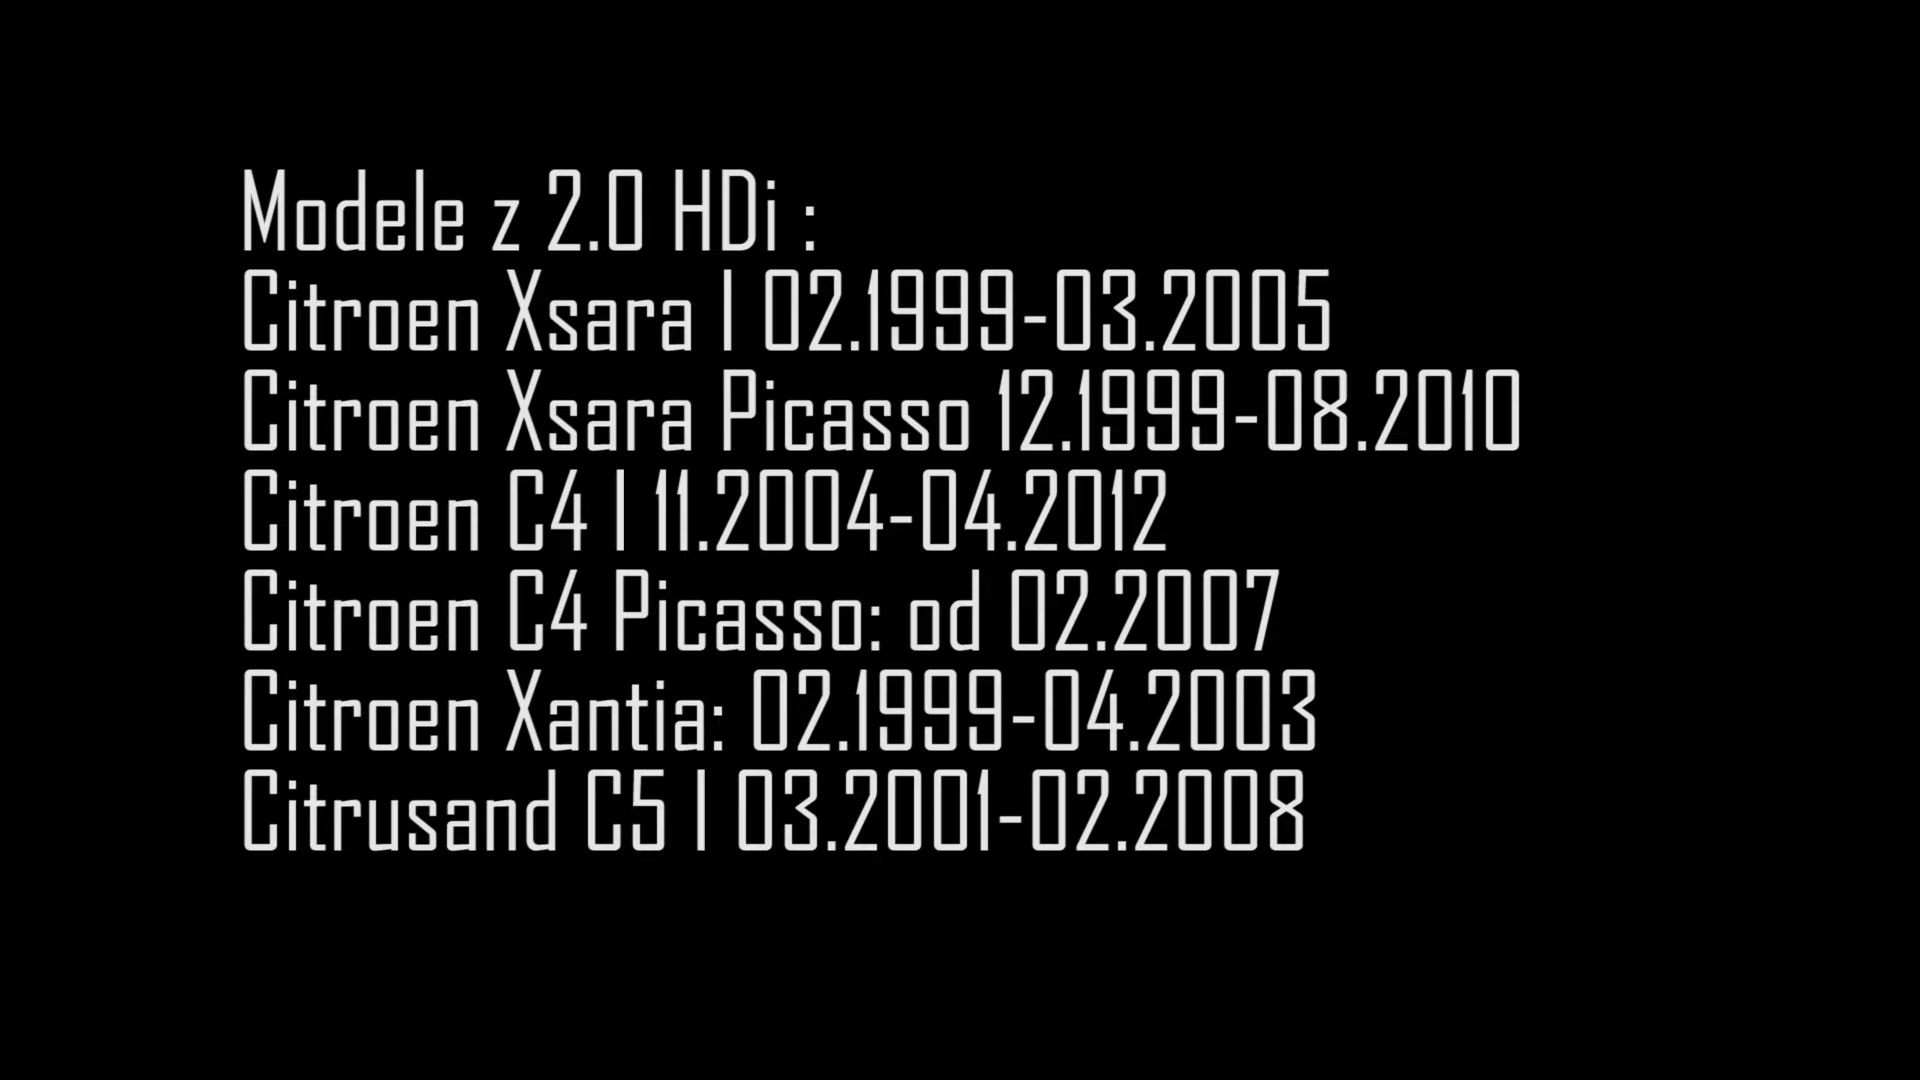 Modele z 2.0 HDi :
Citroen Xsara I 02.1999-03.2005
Citroen Xsara Picasso 12.1999-08.2010
Citroen C4 I 11.2004-04.2012
Citroen C4 Picasso: od 02.2007
Citroen Xantia: 02.1999-04.2003
Citrusand C5 I 03.2001-02.2008